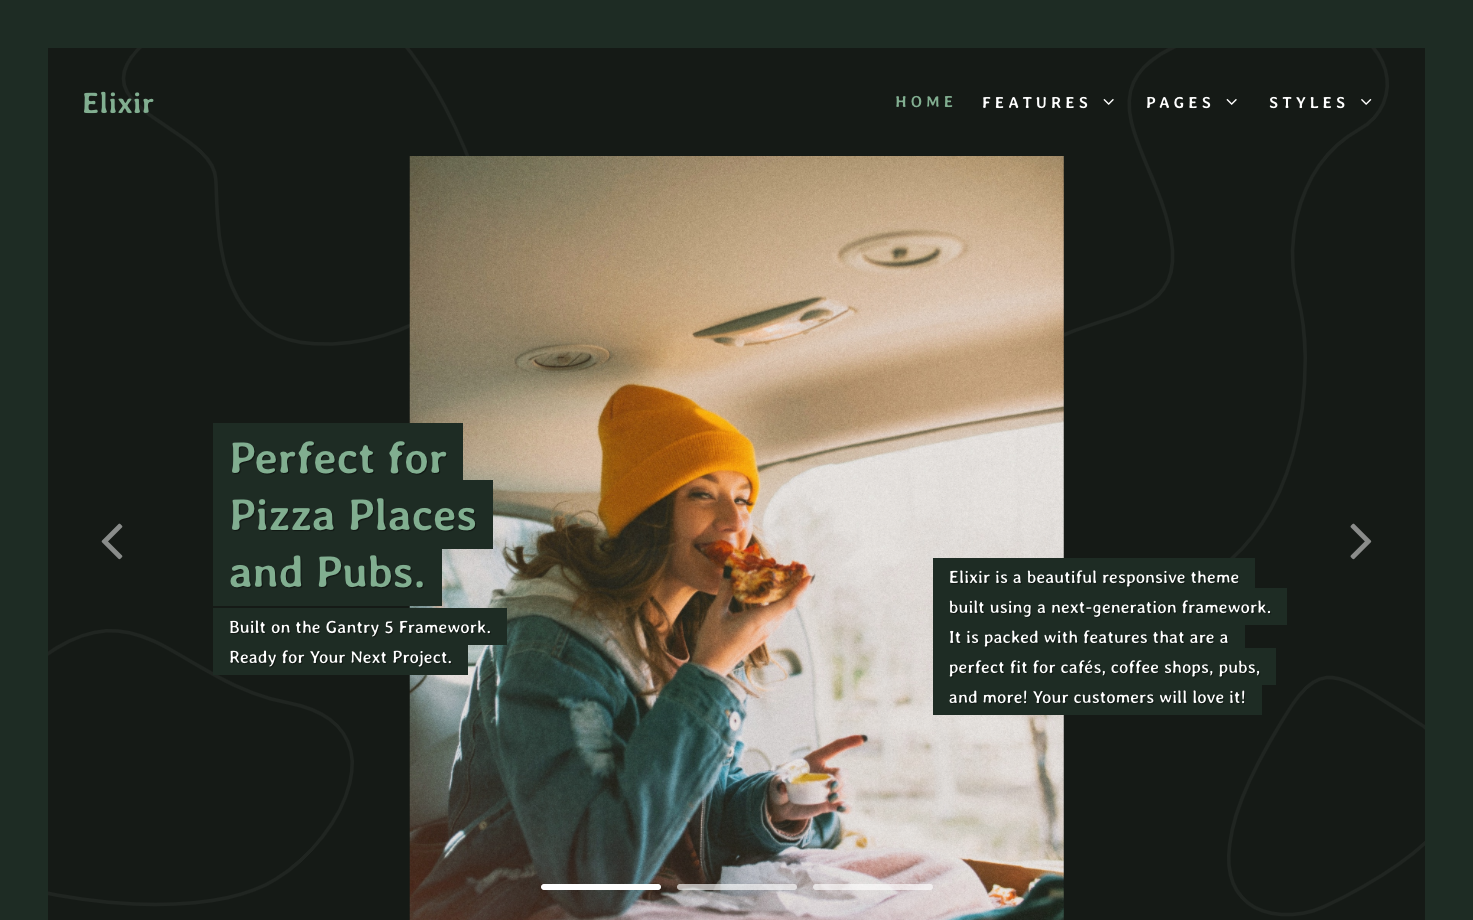 Elixir
HOME FEATURES PAGES STYLES
Perfect for
Pizza Places
and Pubs.
Built on the Gantry 5 Framework.
Ready for Your Next Project.
Elixir is a beautiful responsive theme
built using a next-generation framework.
It is packed with features that are a
perfect fit for cafés, coffee shops, pubs,
and more! Your customers will love it!